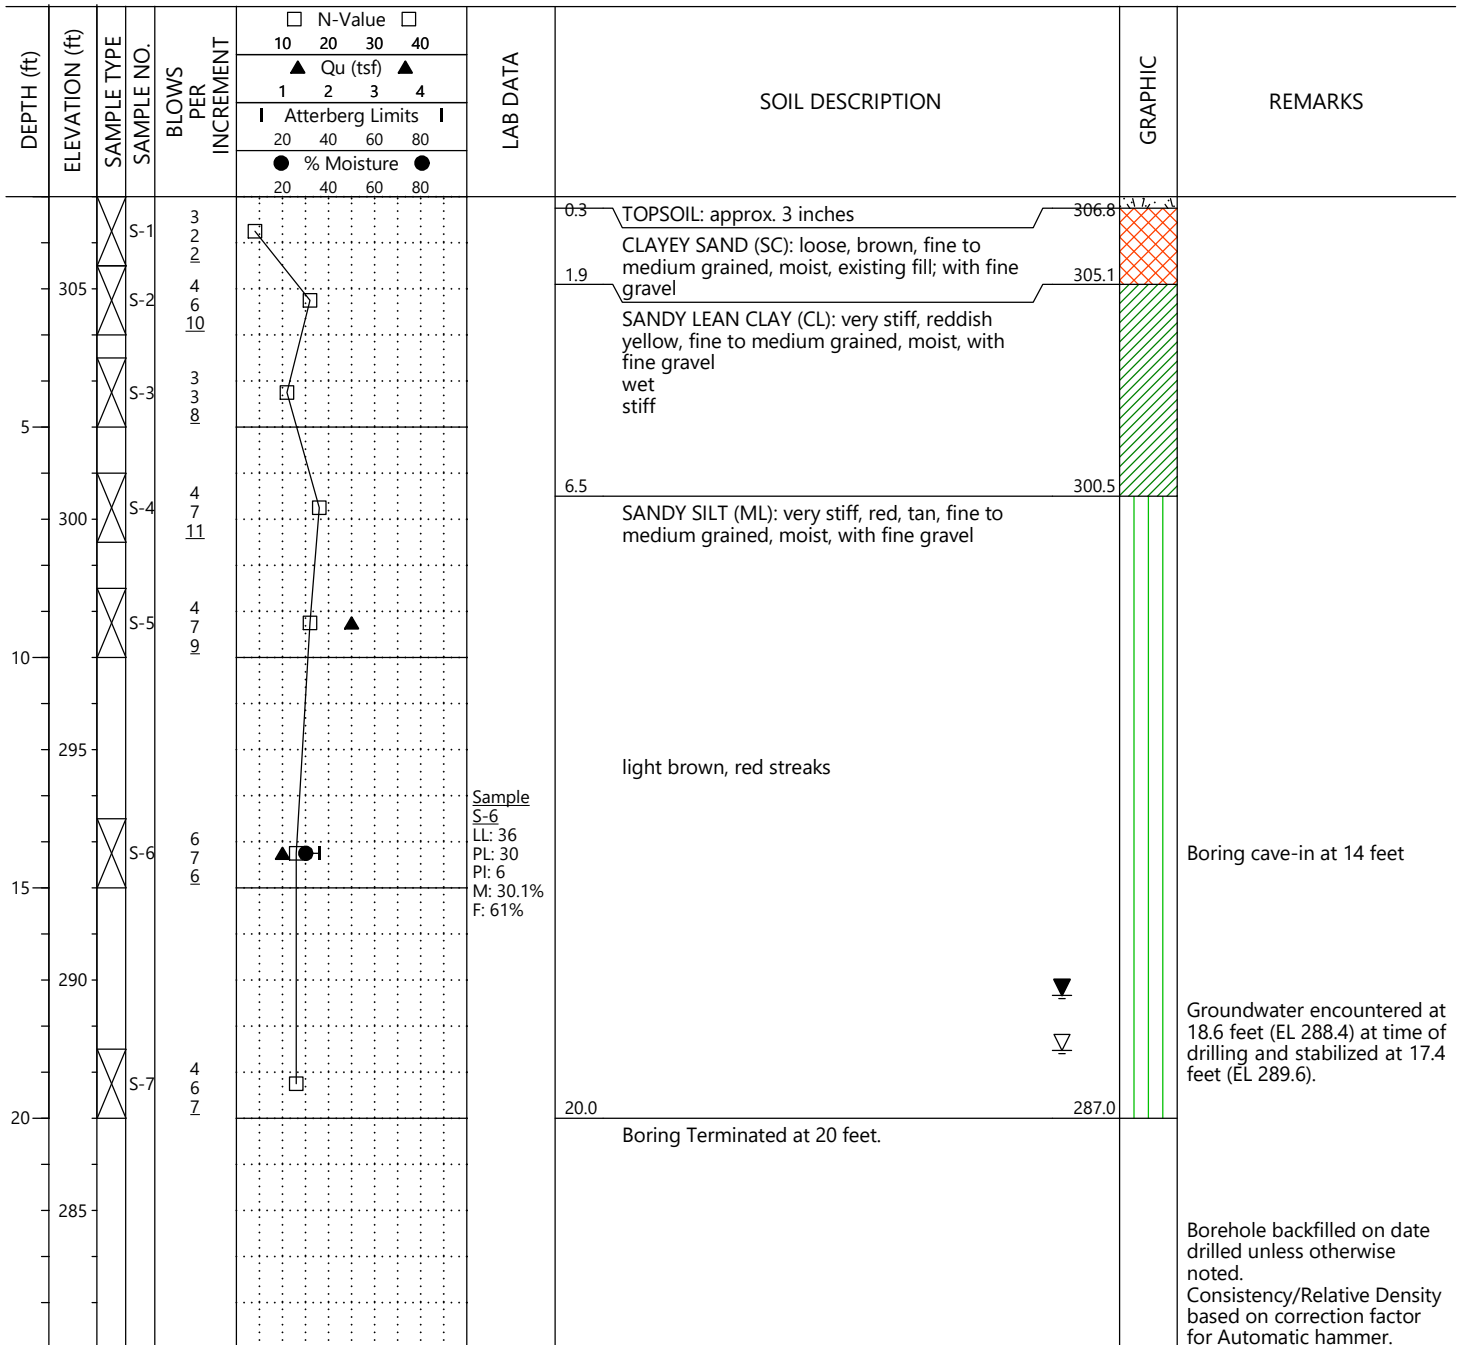 DEPTH (ft)
ELEVATION (ft)
SAMPLE TYPE
SAMPLE NO.
BLOWS
PER
INCREMENT
N-Value
10 20 30 40
Qu (tsf)
1 2 3 4
Atterberg Limits
20 40 60 80
% Moisture
20 40 60 80
LAB DATA
SOIL DESCRIPTION
GRAPHIC
REMARKS
0.3 TOPSOIL: approx. 3 inches 306.8
S-1
3
2
2
CLAYEY SAND (SC): loose, brown, fine to
medium grained, moist, existing fill; with fine
gravel
1.9 305.1
305
S-2
4
6
10
SANDY LEAN CLAY (CL): very stiff, reddish
yellow, fine to medium grained, moist, with
fine gravel
wet
stiff
S-3
3
3
8
5
6.5 300.5
S-4
4
7
11
300
SANDY SILT (ML): very stiff, red, tan, fine to
medium grained, moist, with fine gravel
S-5
4
7
9
10
295
light brown, red streaks
Sample
S-6
LL: 36
PL: 30
PI: 6
M: 30.1%
F: 61%
S-6
6
7
6
Boring cave-in at 14 feet
15
290
Groundwater encountered at
18.6 feet (EL 288.4) at time of
drilling and stabilized at 17.4
feet (EL 289.6).
S-7
4
6
7
20.0 287.0
20
Boring Terminated at 20 feet.
285
Borehole backfilled on date
drilled unless otherwise
noted.
Consistency/Relative Density
based on correction factor
for Automatic hammer.